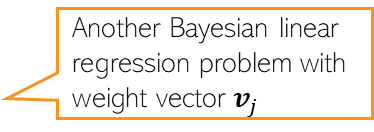 Another Bayesian linear
regression problem with
weight vector 𝒗ⱼ